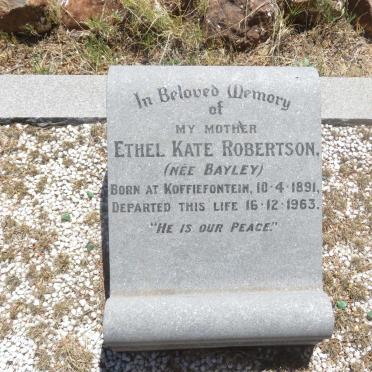 In Beloved Memory
of
MY MOTHER
ETHEL KATE ROBERTSON,
(NÉE BAYLEY)
BORN AT KOFFIEFONTEIN, 10·4·1891,
DEPARTED THIS LIFE 16·12·1963.
"HE IS OUR PEACE."